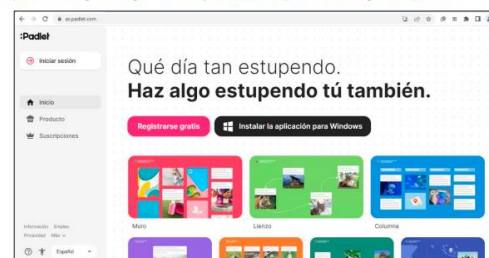 es.padlet.com
:Padlet
Iniciar sesión
Inicio
Producto
Suscripciones
Información Empleo
Privacidad Más
Español
Qué día tan estupendo.
Haz algo estupendo tú también.
Registrarse gratis
Instalar la aplicación para Windows
Muro
Lienzo
Columna